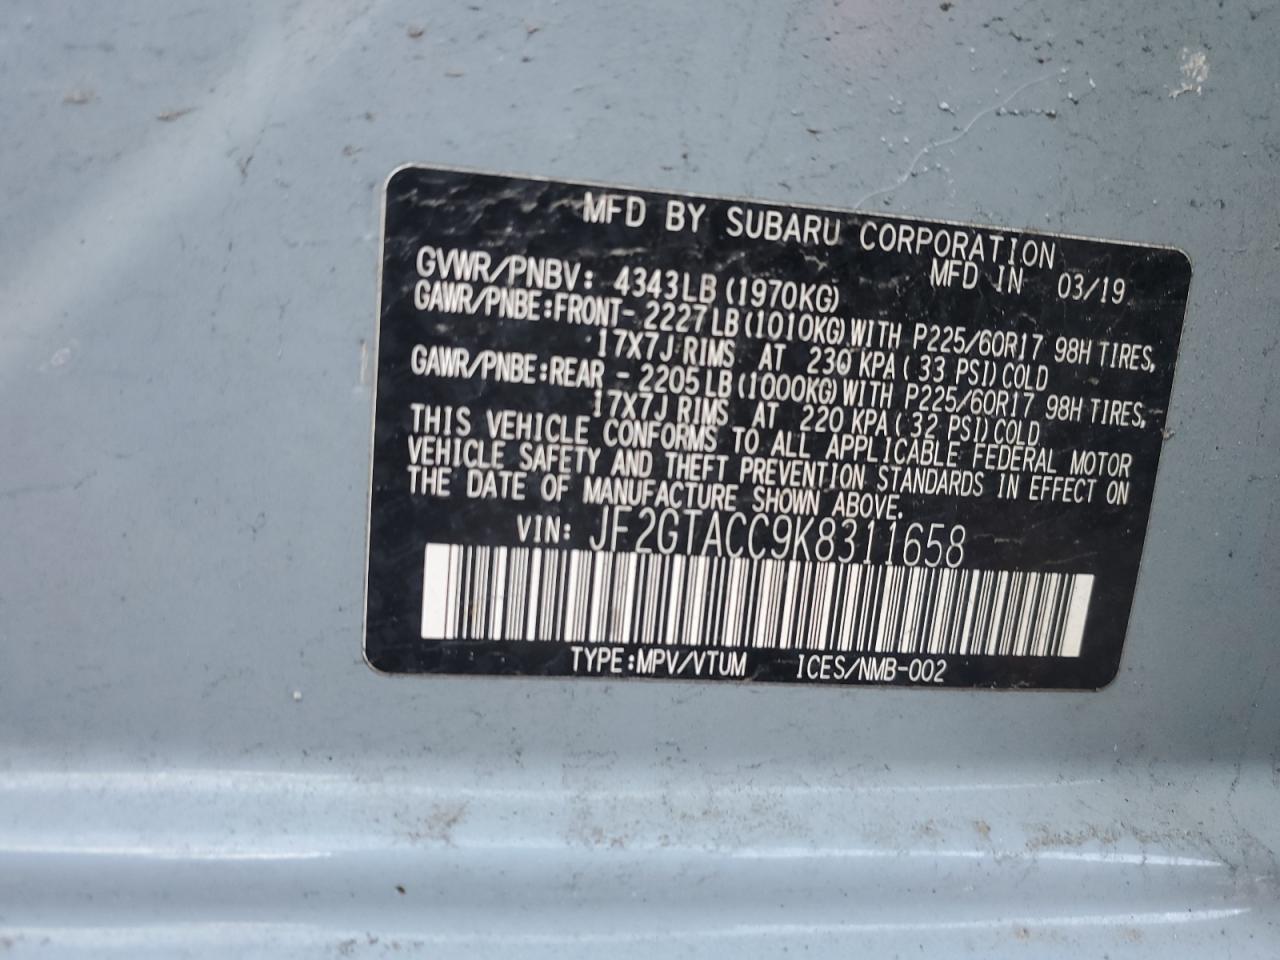 MFD BY SUBARU CORPORATION
MFD IN 03/19
GVWR/PNBV: 4343LB (1970KG)
GAWR/PNBE:FRONT- 2227LB (1010KG) WITH P225/60R17 98H TIRES,
17X7J RIMS AT 230 KPA ( 33 PSI) COLD
GAWR/PNBE:REAR - 2205LB (1000KG) WITH P225/60R17 98H TIRES,
17X7J RIMS AT 220 KPA ( 32 PSI) COLD
THIS VEHICLE CONFORMS TO ALL APPLICABLE FEDERAL MOTOR
VEHICLE SAFETY AND THEFT PREVENTION STANDARDS IN EFFECT ON
THE DATE OF MANUFACTURE SHOWN ABOVE.
VIN: JF2GTACC9K8311658
TYPE:MPV/VTUM ICES/NMB-002